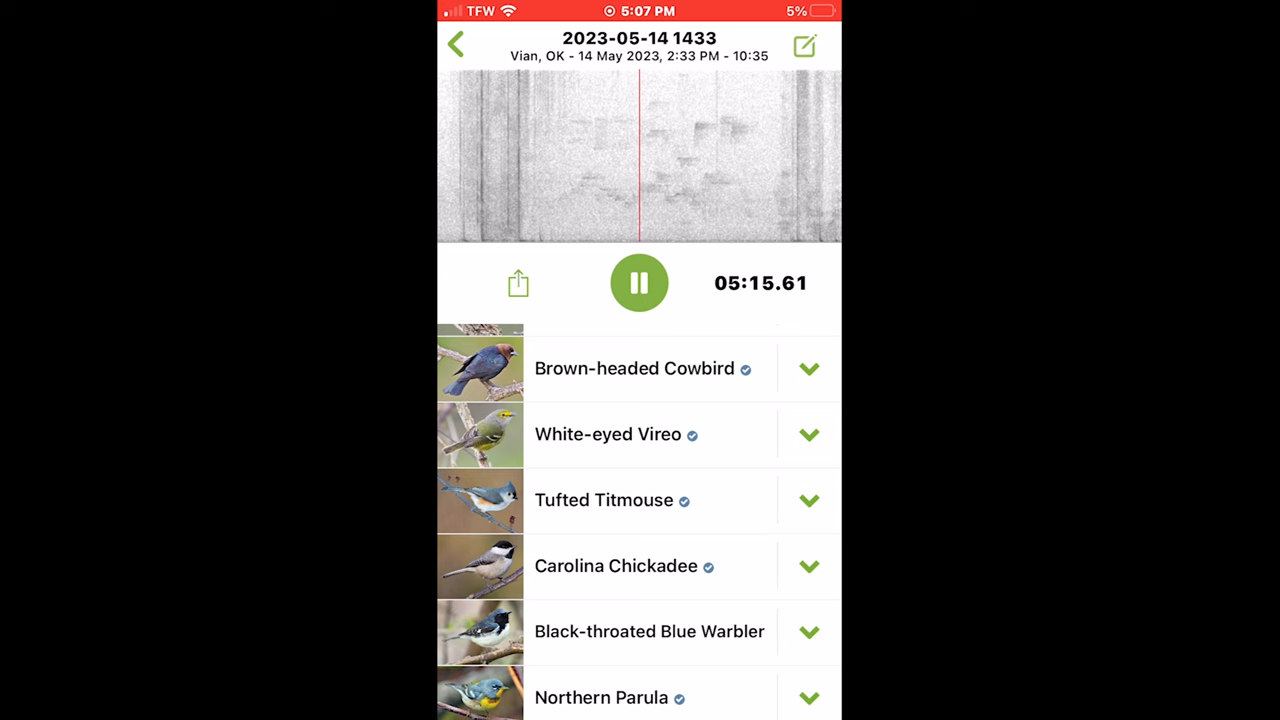 TFW 5:07 PM 5%
2023-05-14 1433
Vian, OK - 14 May 2023, 2:33 PM - 10:35
05:15.61
Brown-headed Cowbird
White-eyed Vireo
Tufted Titmouse
Carolina Chickadee
Black-throated Blue Warbler
Northern Parula